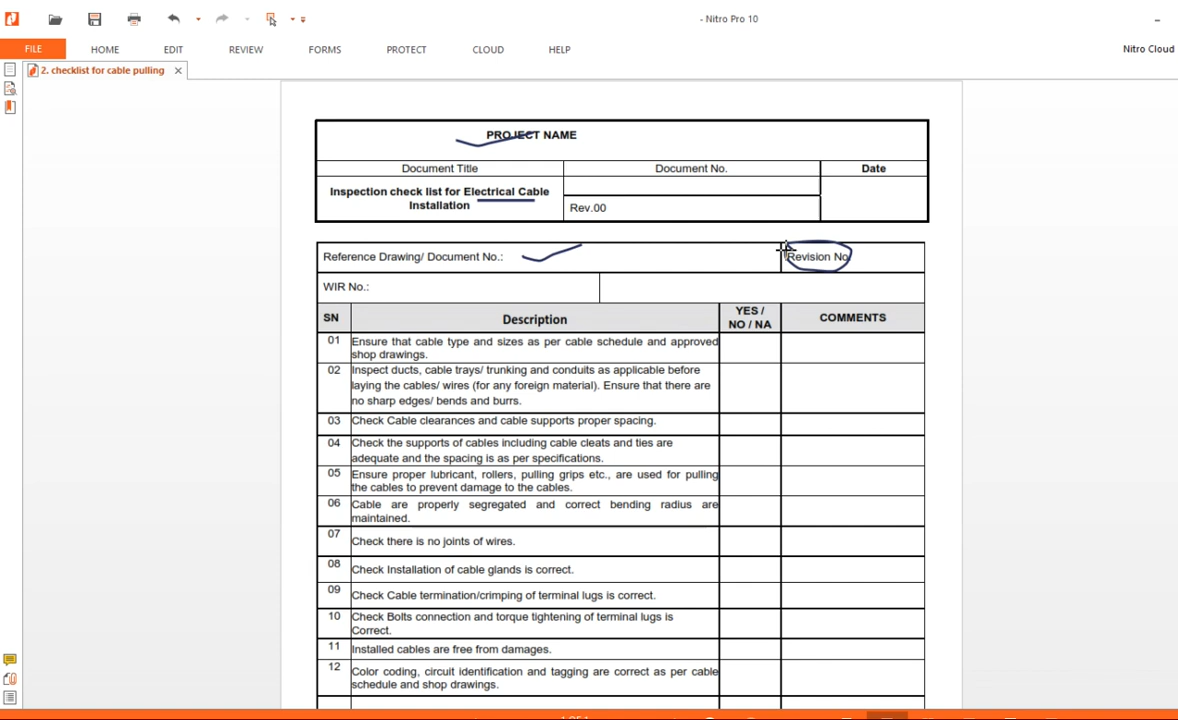 - Nitro Pro 10
FILE HOME EDIT REVIEW FORMS PROTECT CLOUD HELP Nitro Cloud
2. checklist for cable pulling
PROJECT NAME
Document Title Document No. Date
Inspection check list for Electrical Cable
Installation
Rev.00
Reference Drawing/ Document No.: Revision No
WIR No.:
SN Description YES /
NO / NA COMMENTS
01 Ensure that cable type and sizes as per cable schedule and approved
shop drawings.
02 Inspect ducts, cable trays/ trunking and conduits as applicable before
laying the cables/ wires (for any foreign material). Ensure that there are
no sharp edges/ bends and burrs.
03 Check Cable clearances and cable supports proper spacing.
04 Check the supports of cables including cable cleats and ties are
adequate and the spacing is as per specifications.
05 Ensure proper lubricant, rollers, pulling grips etc., are used for pulling
the cables to prevent damage to the cables.
06 Cable are properly segregated and correct bending radius are
maintained.
07 Check there is no joints of wires.
08 Check Installation of cable glands is correct.
09 Check Cable termination/crimping of terminal lugs is correct.
10 Check Bolts connection and torque tightening of terminal lugs is
Correct.
11 Installed cables are free from damages.
12 Color coding, circuit identification and tagging are correct as per cable
schedule and shop drawings.